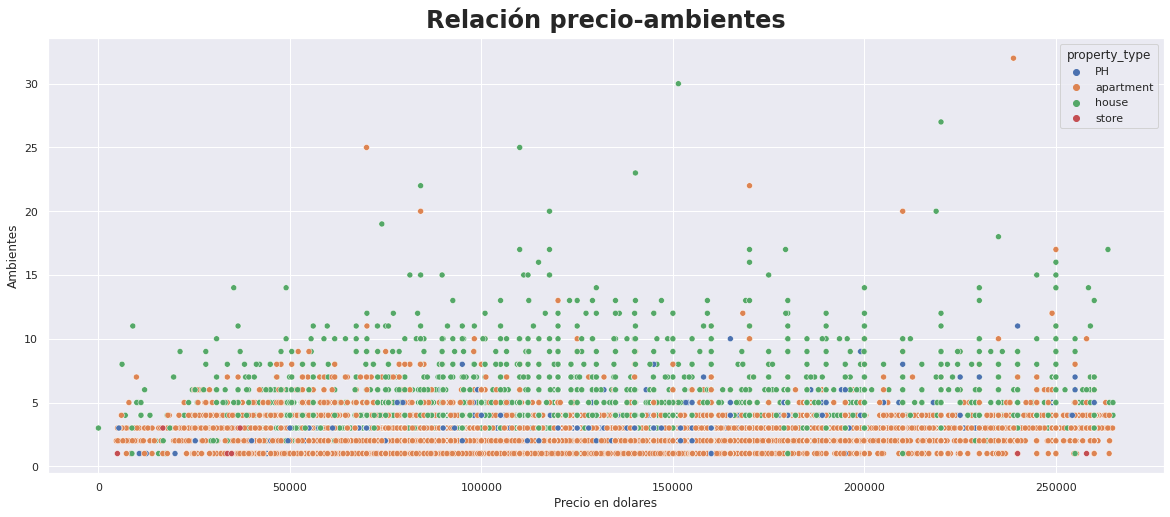 Relación precio-ambientes
property_type
PH
apartment
house
store
Ambientes
30
25
20
15
10
5
0
0
50000
100000
150000
200000
250000
Precio en dolares